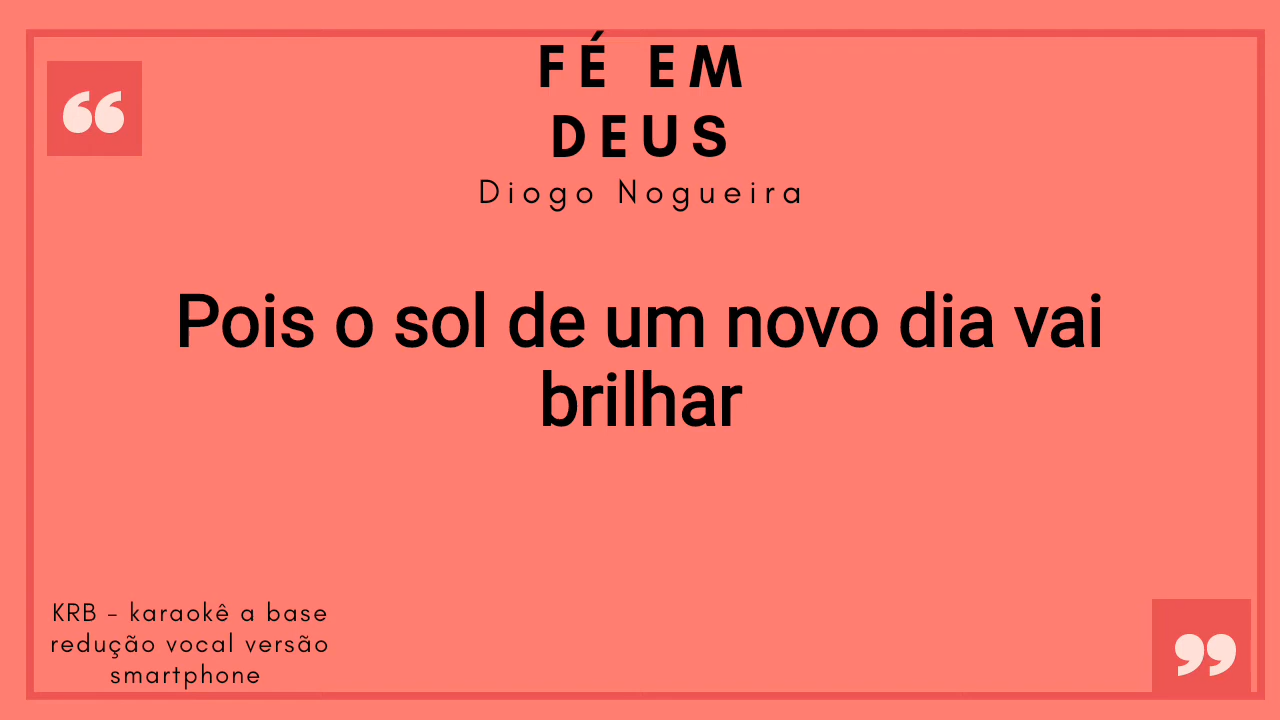 FÉ EM
DEUS
Diogo Nogueira
Pois o sol de um novo dia vai
brilhar
KRB - karaokê a base
redução vocal versão
smartphone